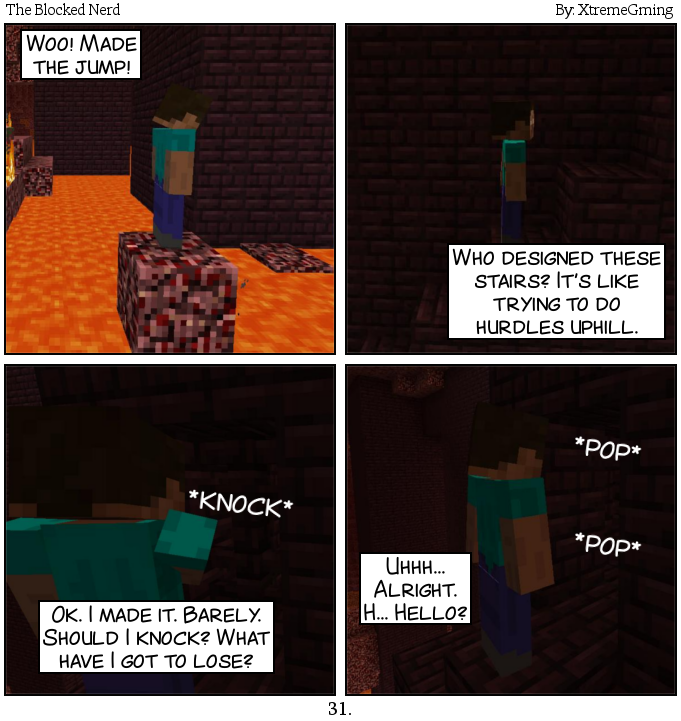 The Blocked Nerd
By: XtremeGming
Woo! Made
the jump!
Who designed these
stairs? It's like
trying to do
hurdles uphill.
*KNOCK*
Ok. I made it. Barely.
Should I knock? What
have I got to lose?
*POP*
*POP*
Uhhh...
Alright.
H... Hello?
31.